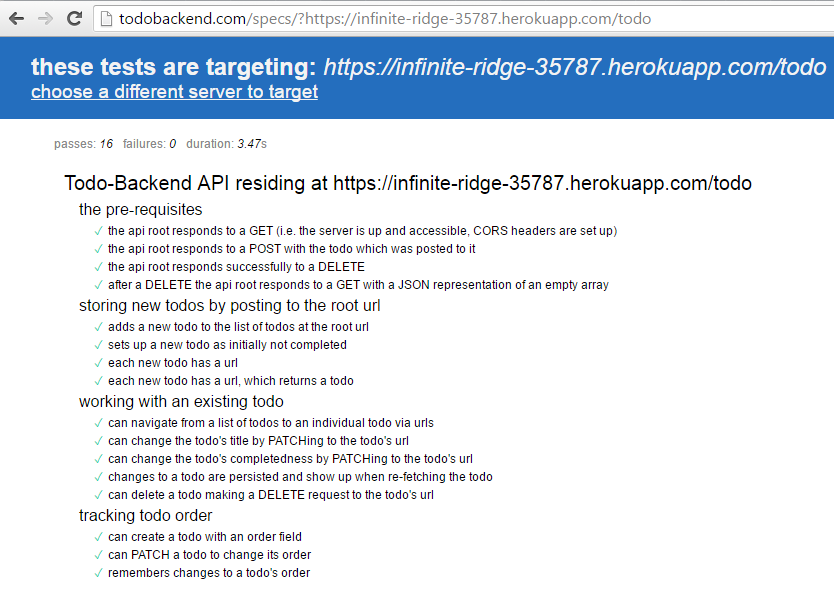 todobackend.com/specs/?https://infinite-ridge-35787.herokuapp.com/todo
these tests are targeting: https://infinite-ridge-35787.herokuapp.com/todo
choose a different server to target
passes: 16 failures: 0 duration: 3.47s
Todo-Backend API residing at https://infinite-ridge-35787.herokuapp.com/todo
the pre-requisites
✓ the api root responds to a GET (i.e. the server is up and accessible, CORS headers are set up)
✓ the api root responds to a POST with the todo which was posted to it
✓ the api root responds successfully to a DELETE
✓ after a DELETE the api root responds to a GET with a JSON representation of an empty array
storing new todos by posting to the root url
✓ adds a new todo to the list of todos at the root url
✓ sets up a new todo as initially not completed
✓ each new todo has a url
✓ each new todo has a url, which returns a todo
working with an existing todo
✓ can navigate from a list of todos to an individual todo via urls
✓ can change the todo's title by PATCHing to the todo's url
✓ can change the todo's completedness by PATCHing to the todo's url
✓ changes to a todo are persisted and show up when re-fetching the todo
✓ can delete a todo making a DELETE request to the todo's url
tracking todo order
✓ can create a todo with an order field
✓ can PATCH a todo to change its order
✓ remembers changes to a todo's order